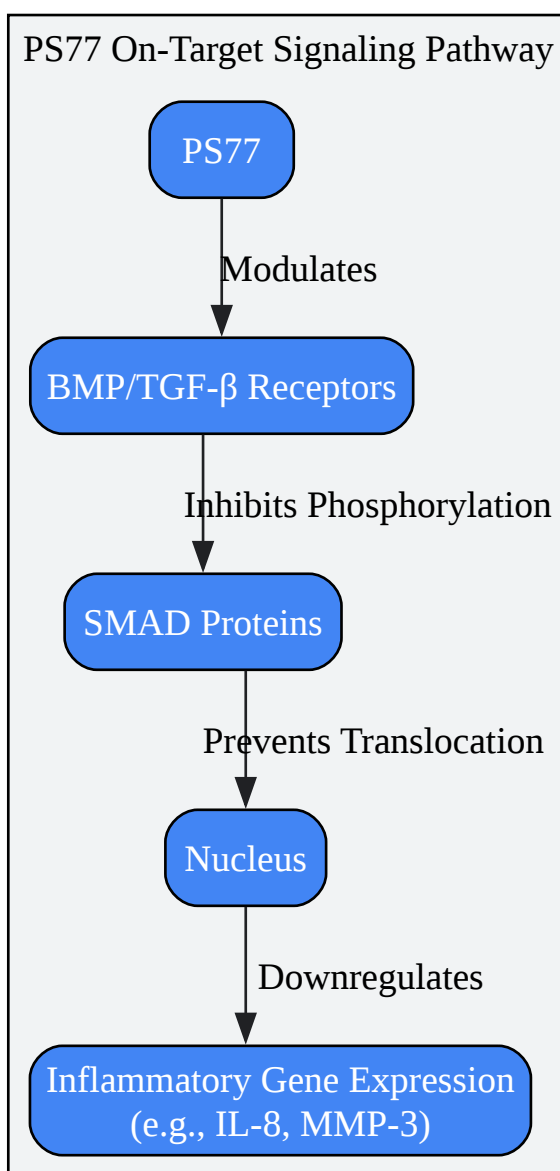 PS77 On-Target Signaling Pathway
PS77
Modulates
BMP/TGF-β Receptors
Inhibits Phosphorylation
SMAD Proteins
Prevents Translocation
Nucleus
Downregulates
Inflammatory Gene Expression
(e.g., IL-8, MMP-3)